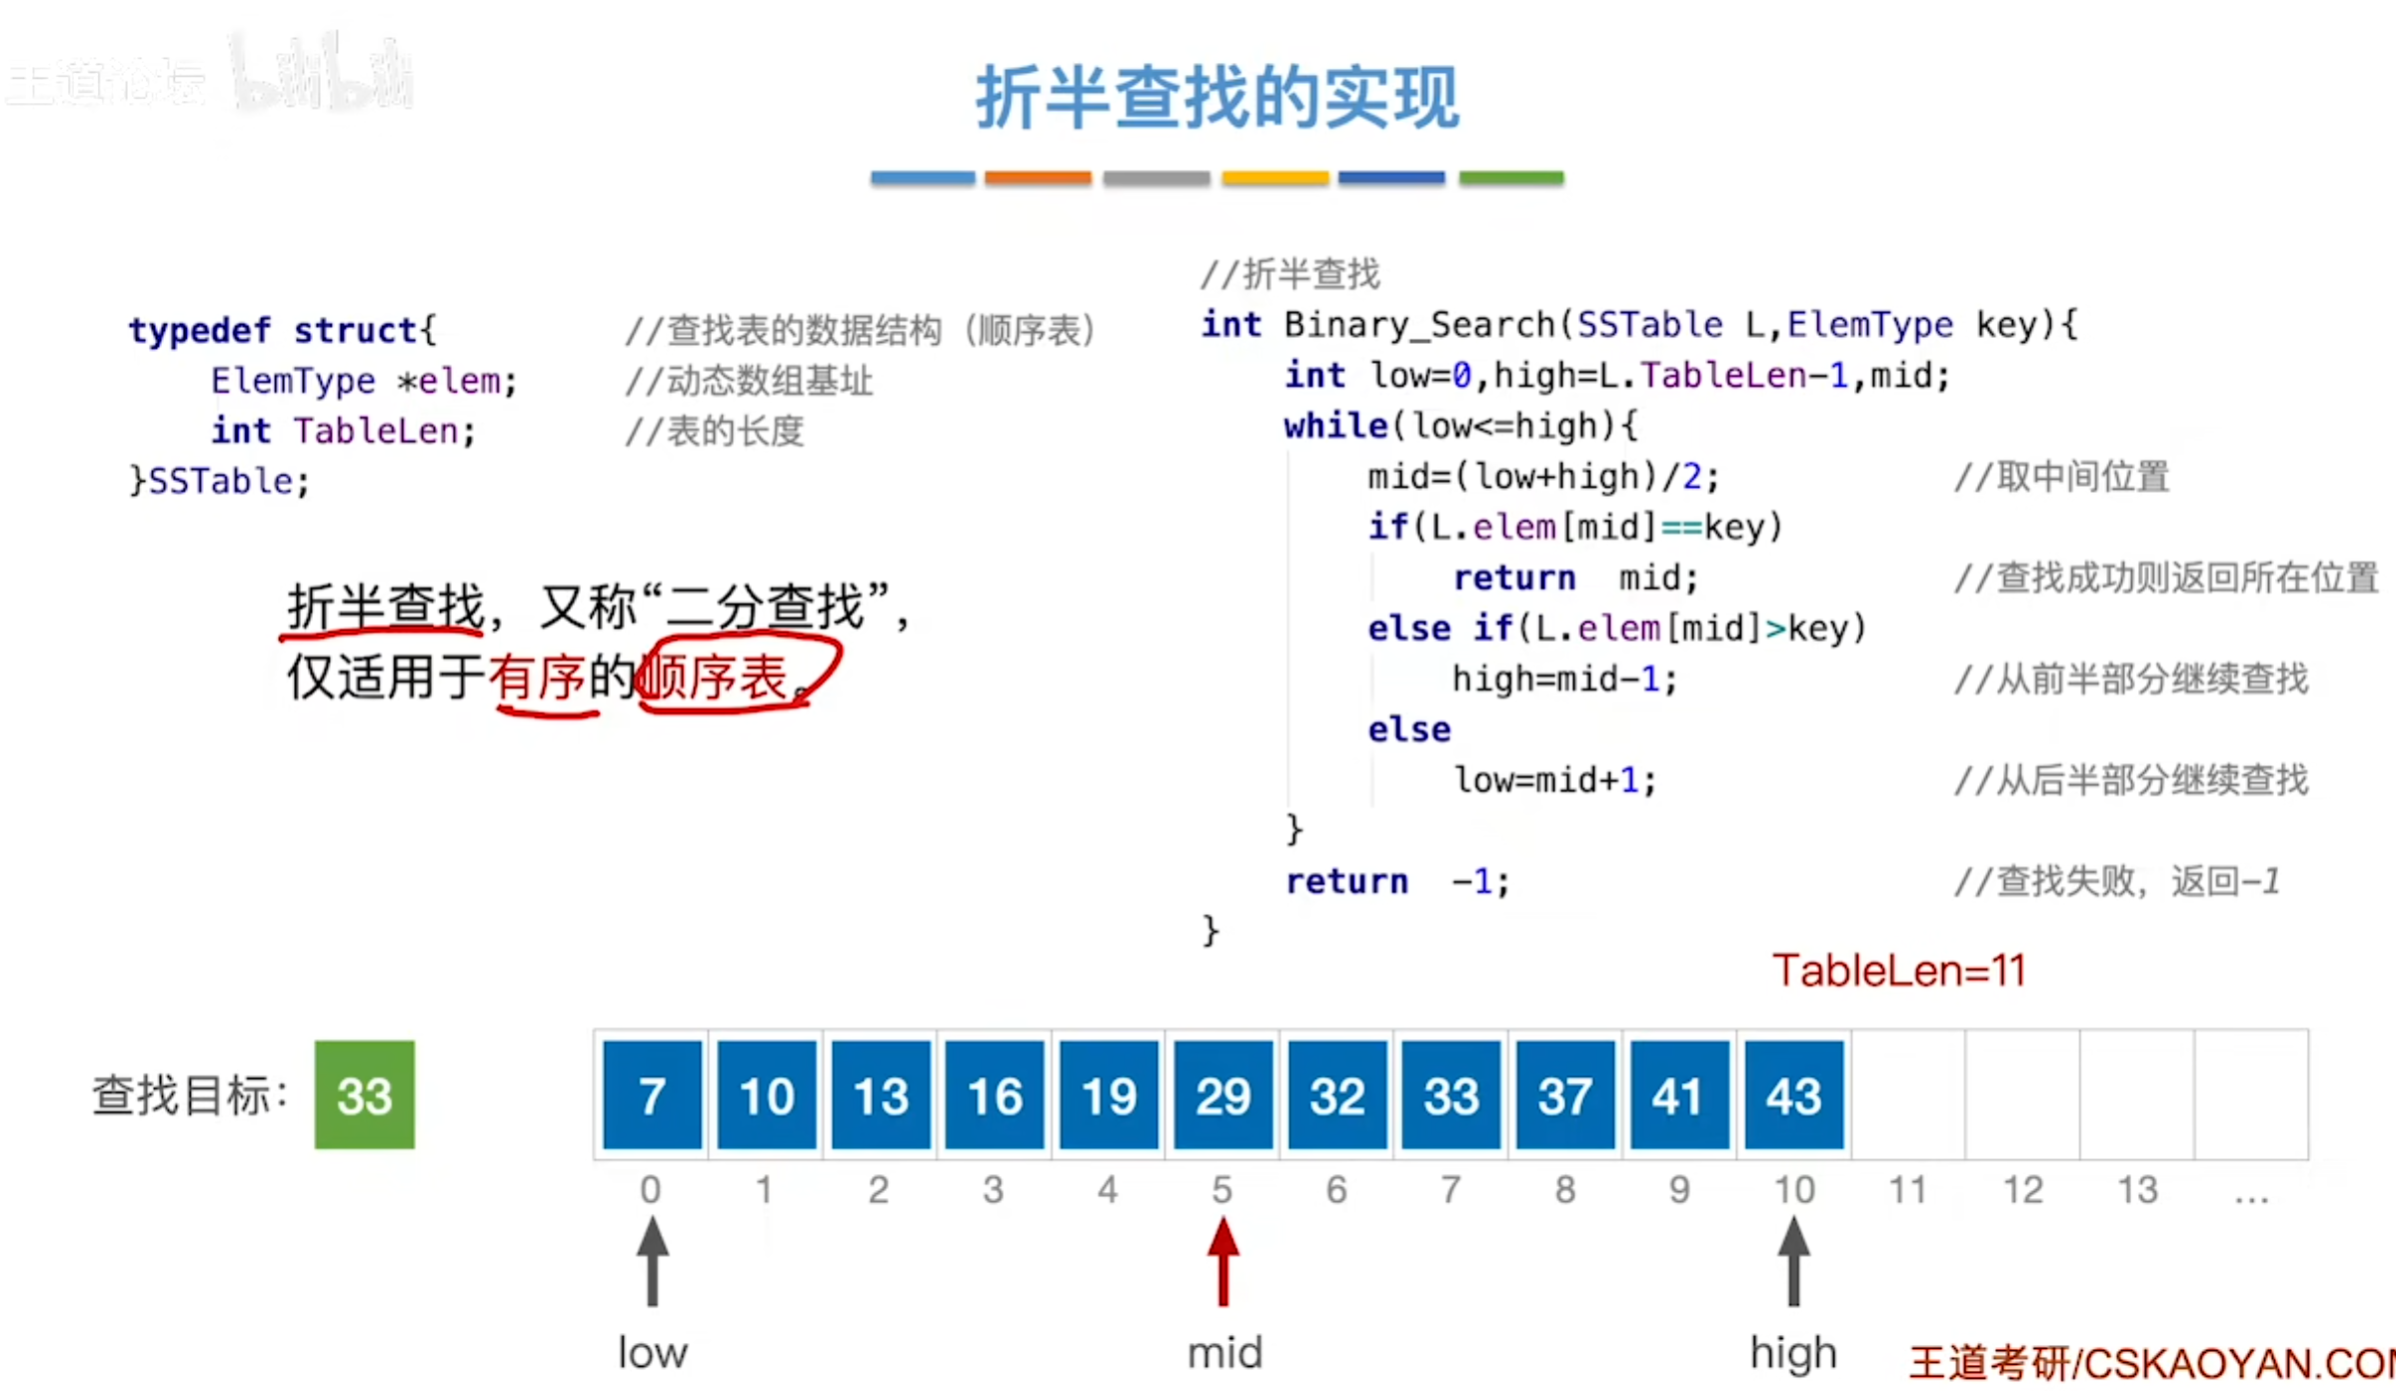 王道论坛 bilibili
折半查找的实现
typedef struct{ //查找表的数据结构（顺序表）
ElemType *elem; //动态数组基址
int TableLen; //表的长度
}SSTable;
折半查找，又称“二分查找”，
仅适用于有序的顺序表。
//折半查找
int Binary_Search(SSTable L,ElemType key){
int low=0,high=L.TableLen-1,mid;
while(low<=high){
mid=(low+high)/2; //取中间位置
if(L.elem[mid]==key)
return mid; //查找成功则返回所在位置
else if(L.elem[mid]>key)
high=mid-1; //从前半部分继续查找
else
low=mid+1; //从后半部分继续查找
}
return -1; //查找失败，返回-1
}
TableLen=11
查找目标： 33 7 10 13 16 19 29 32 33 37 41 43
0 1 2 3 4 5 6 7 8 9 10 11 12 13 ...
low mid high
王道考研/CSKAOYAN.COM